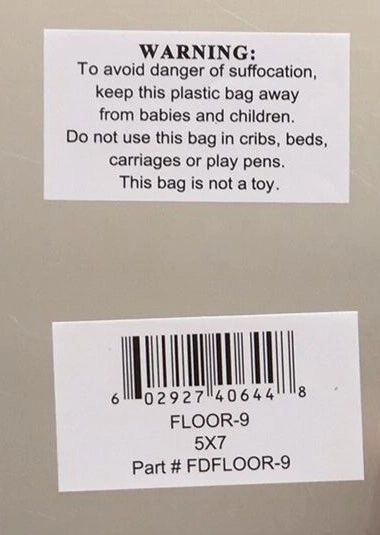 WARNING:
To avoid danger of suffocation,
keep this plastic bag away
from babies and children.
Do not use this bag in cribs, beds,
carriages or play pens.
This bag is not a toy.
6 02927 40644 8
FLOOR-9
5X7
Part # FDFLOOR-9